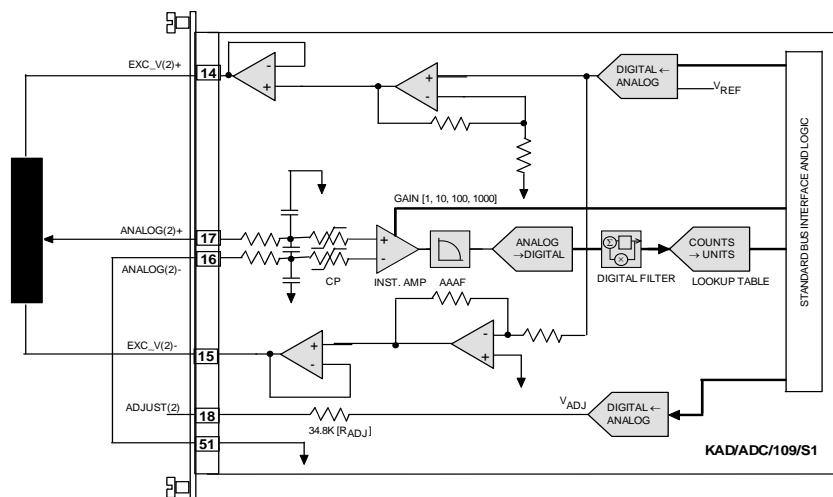 EXC_V(2)+
14
DIGITAL ←
ANALOG
VREF
GAIN [1, 10, 100, 1000]
ANALOG(2)+
17
16
ANALOG(2)-
+
-
CP
INST. AMP
AAAF
ANALOG
→DIGITAL
Σ
×
DIGITAL FILTER
COUNTS
→ UNITS
LOOKUP TABLE
STANDARD BUS INTERFACE AND LOGIC
EXC_V(2)-
15
ADJUST(2)
18
34.8K [RADJ]
VADJ
DIGITAL ←
ANALOG
51
KAD/ADC/109/S1